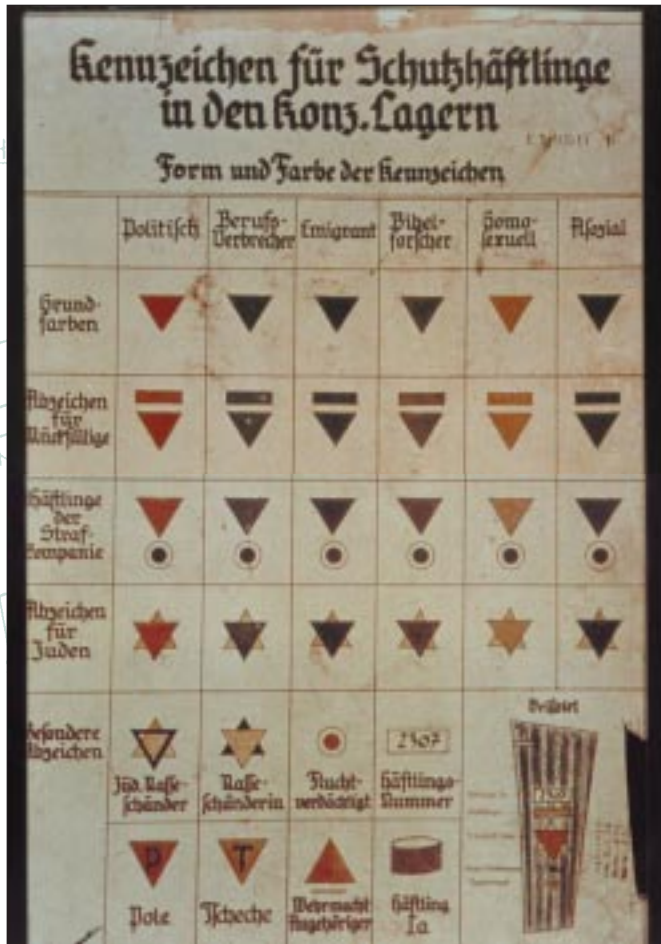 Kennzeichen für Schutzhäftlinge
in den Konz.Lagern
Form und Farbe der Kennzeichen
Politisch
Berufs-
Verbrecher
Emigrant
Bibel-
forscher
Homo-
sexuell
Asozial
Grund-
farben
Abzeichen
für
Rückfällige
Häftlinge
der
Straf-
kompanie
Abzeichen
für
Juden
Besondere
Abzeichen
Jüd. Rasse-
schänder
Rasse-
schänderin
Flucht-
verdächtigt
2307
Häftlings-
Nummer
Beispiel
P
Pole
T
Tscheche
Wehrmacht
Angehöriger
Häftling
Ia